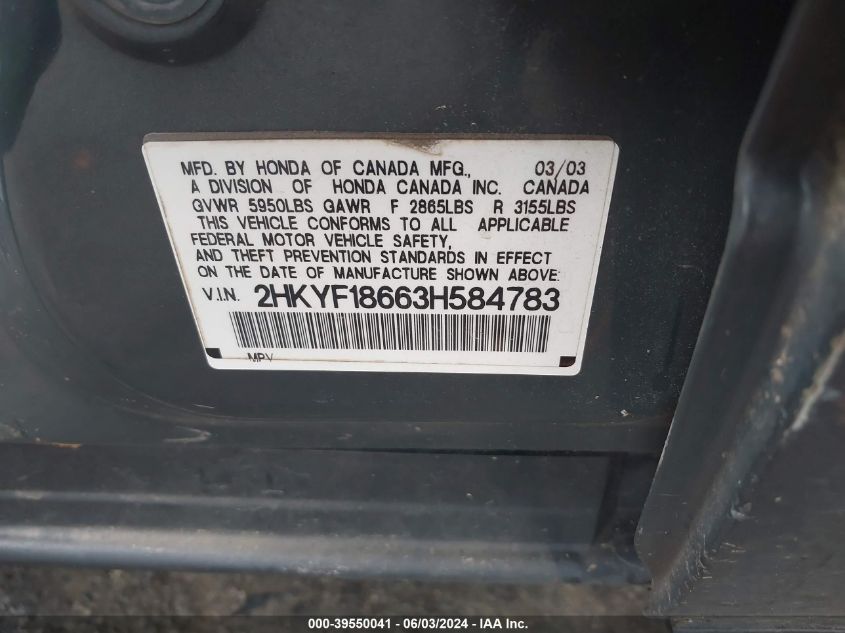 MFD. BY HONDA OF CANADA MFG., 03/03
A DIVISION OF HONDA CANADA INC. CANADA
GVWR 5950LBS GAWR F 2865LBS R 3155LBS
THIS VEHICLE CONFORMS TO ALL APPLICABLE
FEDERAL MOTOR VEHICLE SAFETY,
AND THEFT PREVENTION STANDARDS IN EFFECT
ON THE DATE OF MANUFACTURE SHOWN ABOVE.
V.I.N. 2HKYF18663H584783
MPV
000-39550041 - 06/03/2024 - IAA Inc.